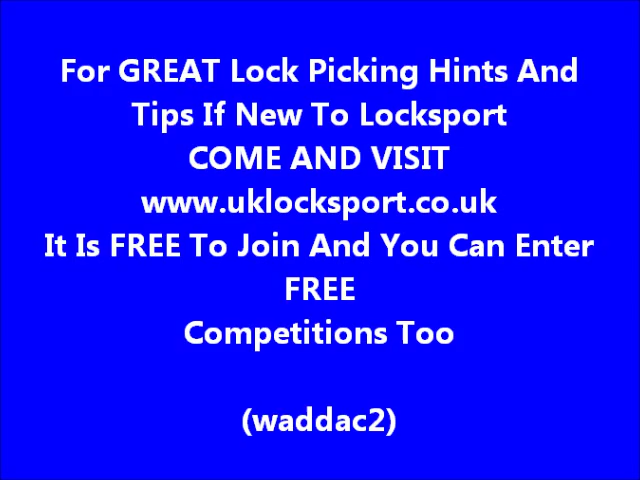 For GREAT Lock Picking Hints And
Tips If New To Locksport
COME AND VISIT
www.uklocksport.co.uk
It Is FREE To Join And You Can Enter
FREE
Competitions Too
(waddac2)